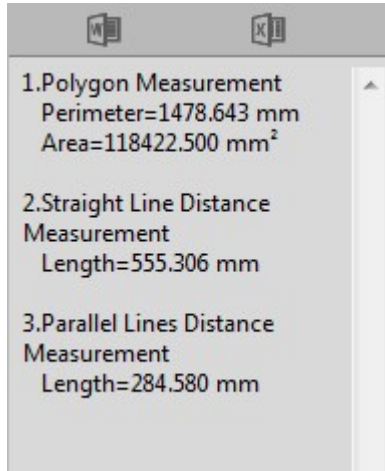 1.Polygon Measurement
Perimeter=1478.643 mm
Area=118422.500 mm²
2.Straight Line Distance
Measurement
Length=555.306 mm
3.Parallel Lines Distance
Measurement
Length=284.580 mm